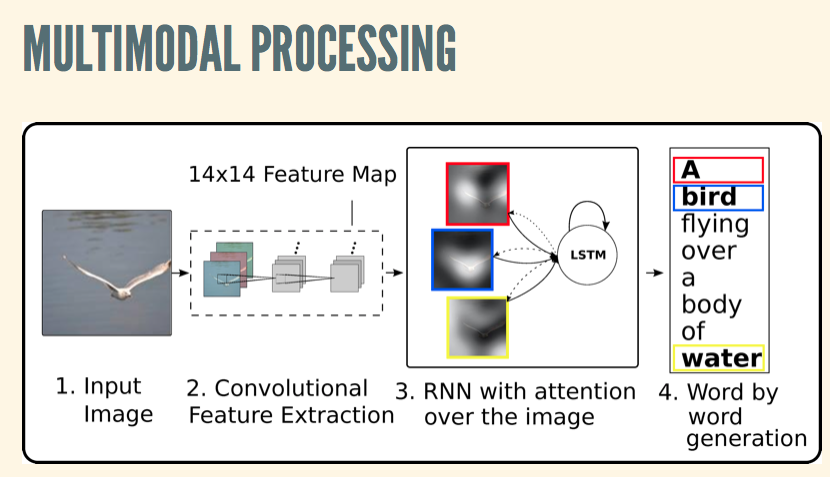 MULTIMODAL PROCESSING
14x14 Feature Map
LSTM
A
bird
flying
over
a
body
of
water
1. Input
Image
2. Convolutional
Feature Extraction
3. RNN with attention
over the image
4. Word by
word
generation